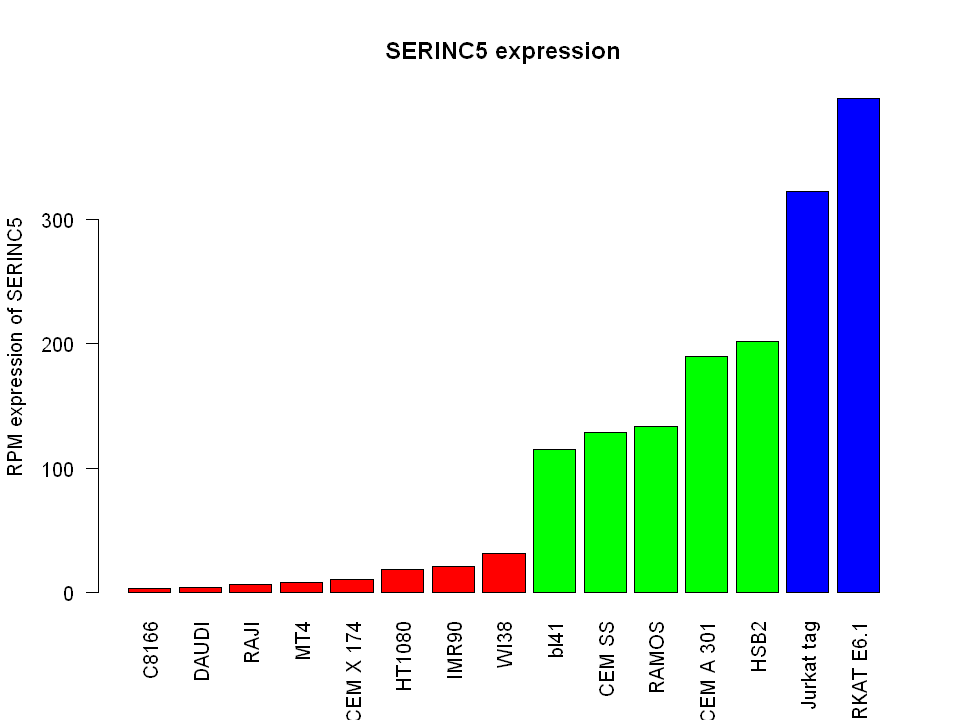 SERINC5 expression
RPM expression of SERINC5
300
200
100
0
C8166
DAUDI
RAJI
MT4
CEM X 174
HT1080
IMR90
WI38
bl41
CEM SS
RAMOS
CEM A 301
HSB2
Jurkat tag
RKAT E6.1